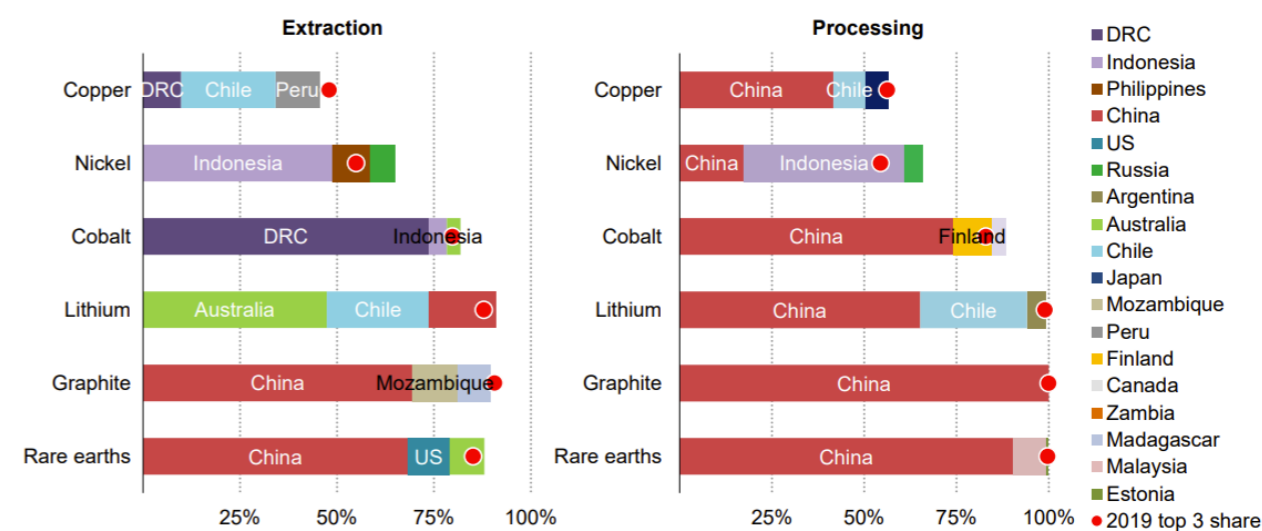 Extraction
Copper
DRC
Chile
Peru
Nickel
Indonesia
Cobalt
DRC
Indonesia
Lithium
Australia
Chile
Graphite
China
Mozambique
Rare earths
China
US
25%
50%
75%
100%
Processing
Copper
China
Chile
Nickel
China
Indonesia
Cobalt
China
Finland
Lithium
China
Chile
Graphite
China
Rare earths
China
25%
50%
75%
100%
DRC
Indonesia
Philippines
China
US
Russia
Argentina
Australia
Chile
Japan
Mozambique
Peru
Finland
Canada
Zambia
Madagascar
Malaysia
Estonia
2019 top 3 share